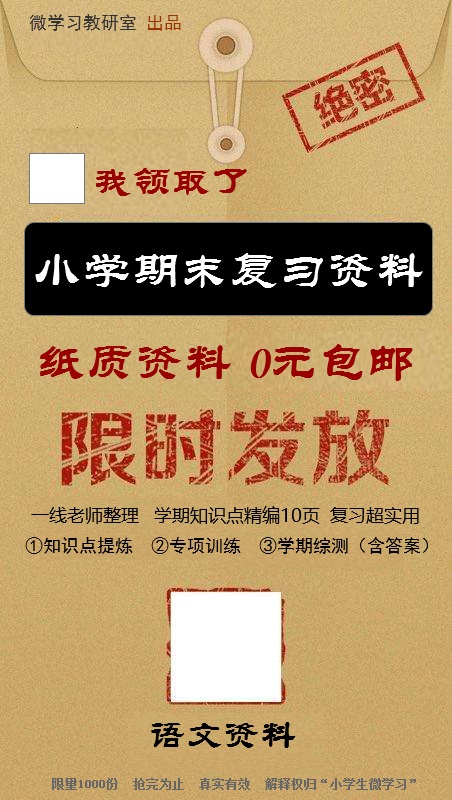 微学习教研室 出品
绝密
我领取了
小学期末复习资料
纸质资料 0元包邮
限时发放
一线老师整理 学期知识点精编10页 复习超实用
①知识点提炼 ②专项训练 ③学期综测（含答案）
语文资料
限量1000份 抢完为止 真实有效 解释权归“小学生微学习”